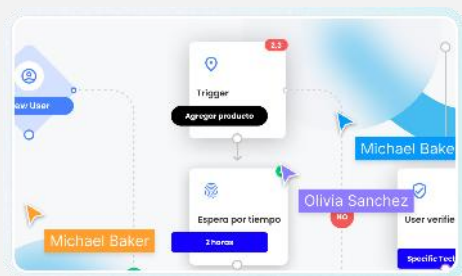 2.3
Trigger
ew User
Agregar producto
Michael Bake
Olivia Sanchez
Espera por tiempo
NO
User verifie
Michael Baker
2 horas
Specific Tect